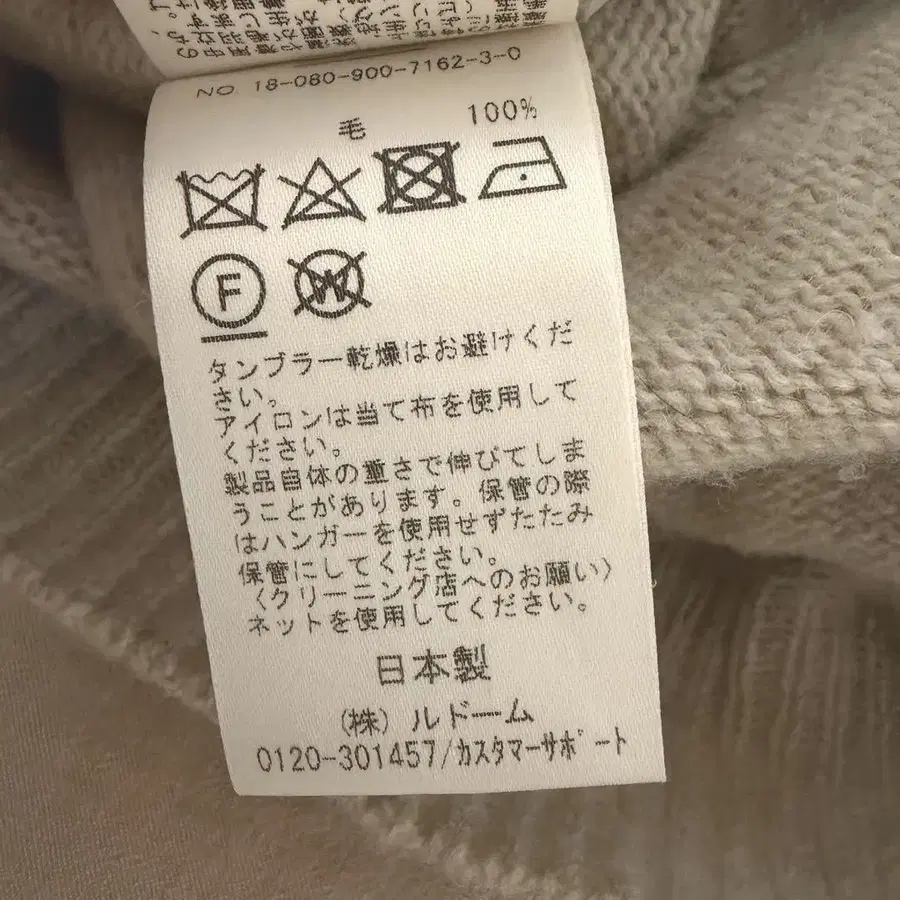 NO 18-080-900-7162-3-0
毛 100%
F
W
タンブラー乾燥はお避けくだ
さい。
アイロンは当て布を使用して
ください。
製品自体の重さで伸びてしま
うことがあります。保管の際
はハンガーを使用せずたたみ
保管にしてください。
〈クリーニング店へのお願い〉
ネットを使用してください。
日本製
(株) ルドーム
0120-301457/カスタマーサポート